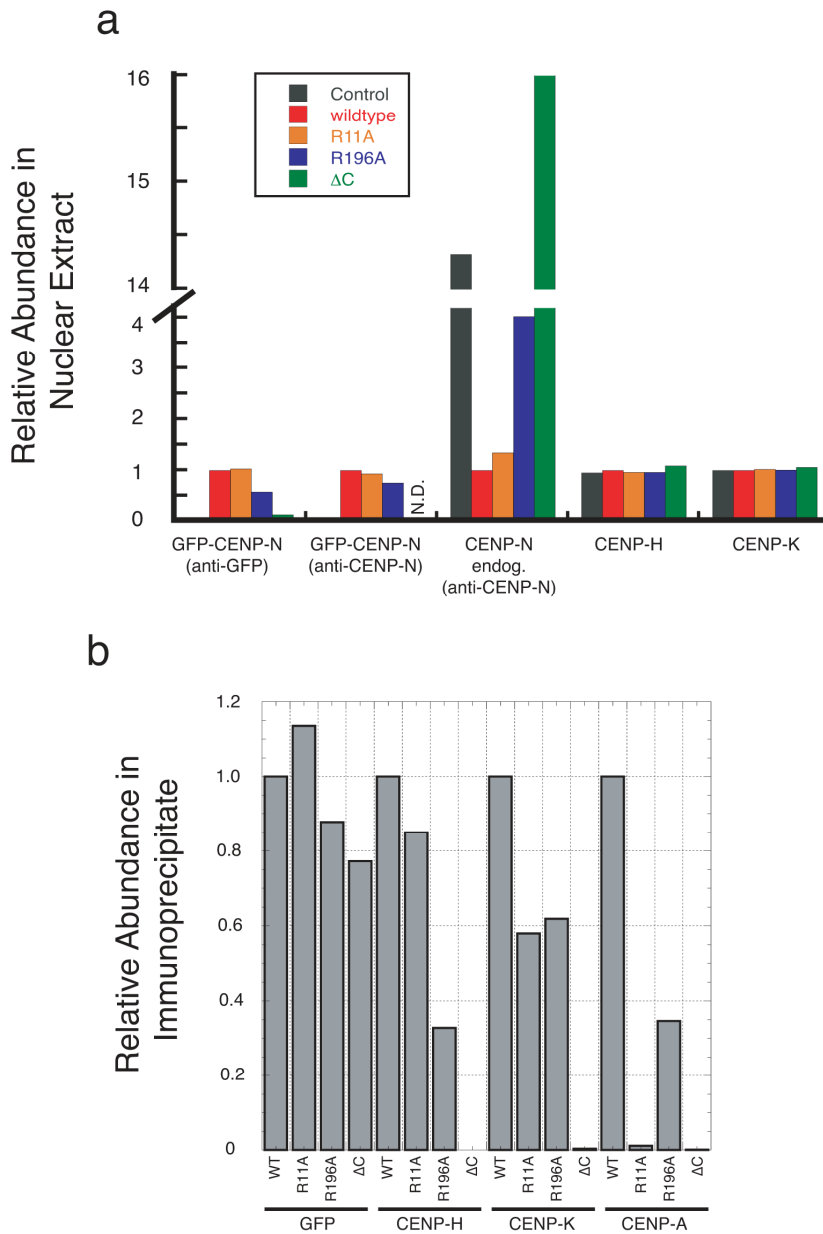 a
Relative Abundance in
Nuclear Extract
16
15
14
4
3
2
1
0
Control
wildtype
R11A
R196A
ΔC
N.D.
GFP-CENP-N
(anti-GFP)
GFP-CENP-N
(anti-CENP-N)
CENP-N
endog.
(anti-CENP-N)
CENP-H
CENP-K
b
Relative Abundance in
Immunoprecipitate
1.2
1.0
0.8
0.6
0.4
0.2
0
WT
R11A
R196A
ΔC
WT
R11A
R196A
ΔC
WT
R11A
R196A
ΔC
WT
R11A
R196A
ΔC
GFP
CENP-H
CENP-K
CENP-A